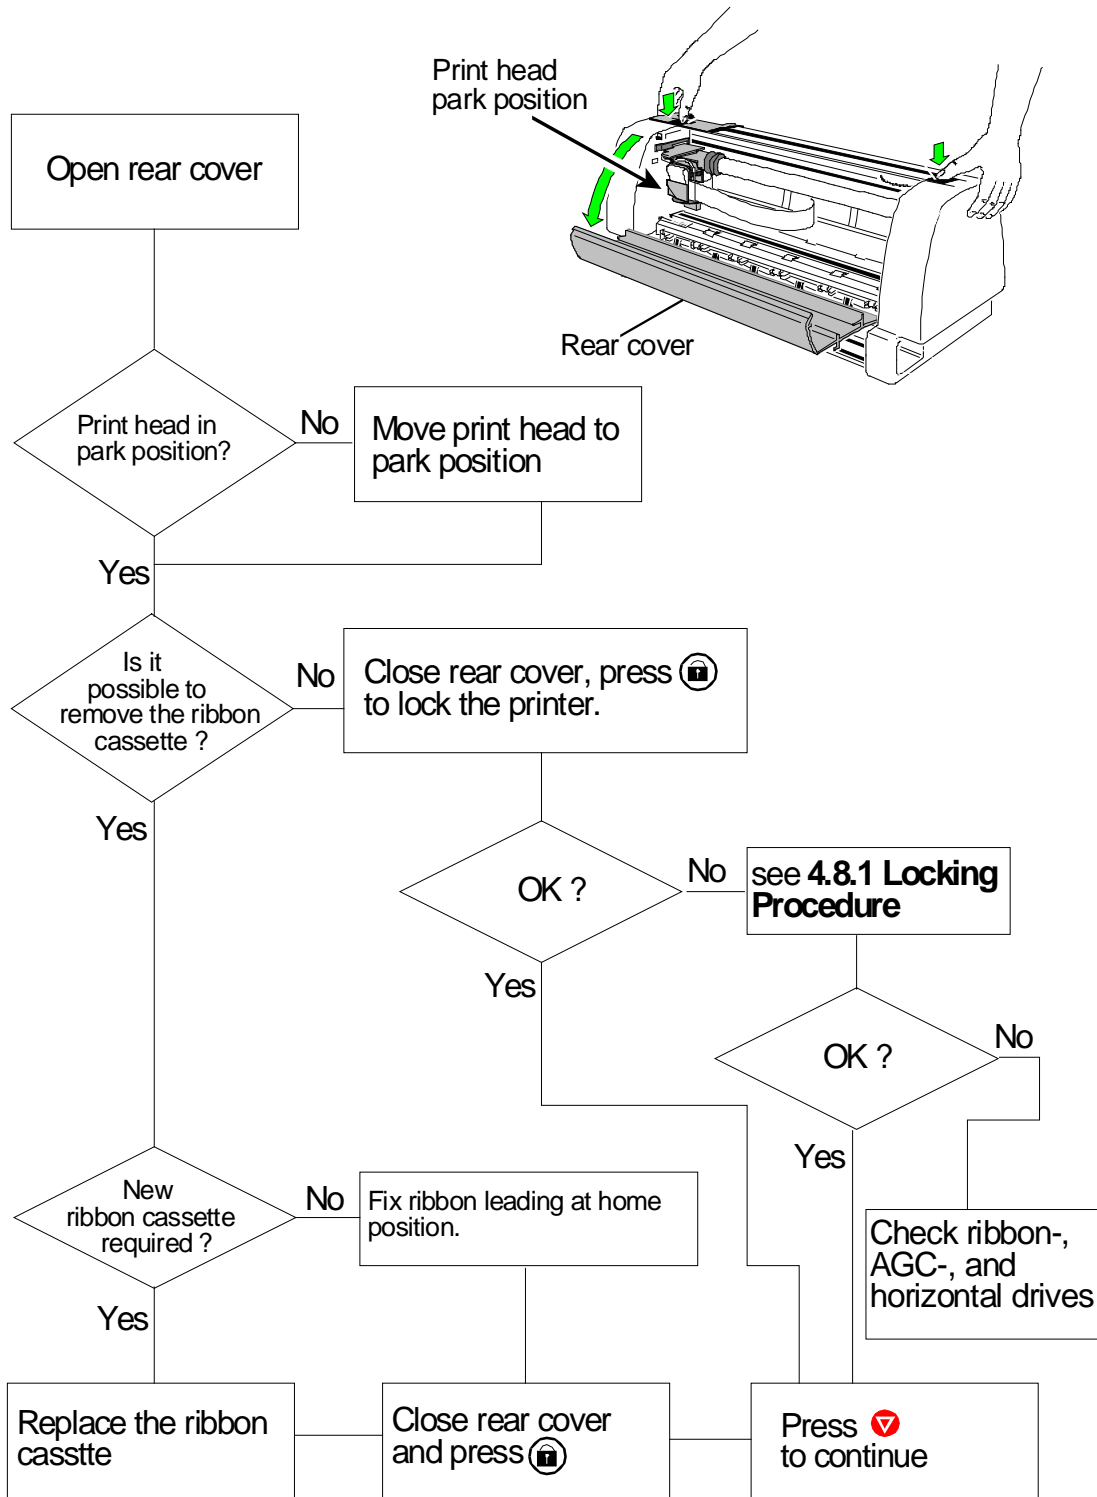 Print head
park position
Open rear cover
Rear cover
Print head in
park position?
No
Move print head to
park position
Yes
Is it
possible to
remove the ribbon
cassette ?
No
Close rear cover, press
to lock the printer.
Yes
OK ?
No
see 4.8.1 Locking
Procedure
Yes
OK ?
No
Yes
New
ribbon cassette
required ?
No
Fix ribbon leading at home
position.
Check ribbon-,
AGC-, and
horizontal drives
Yes
Replace the ribbon
casstte
Close rear cover
and press
Press
to continue